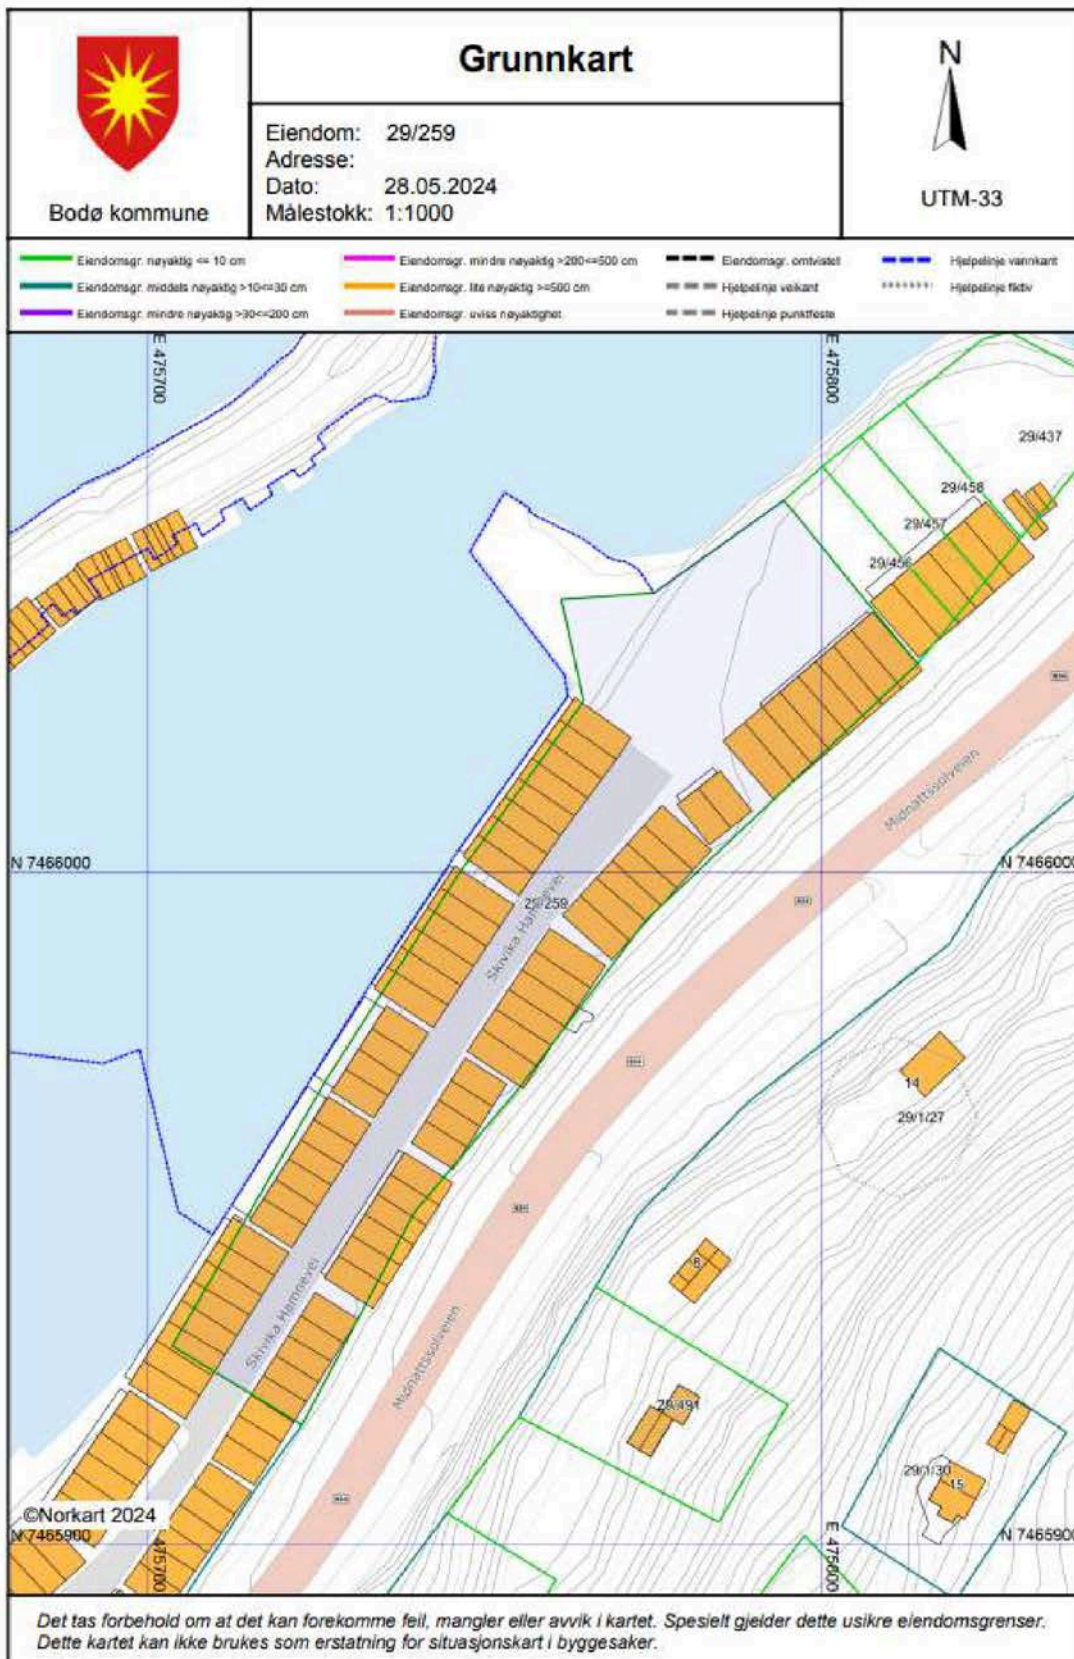 Grunnkart
Bodø kommune
Eiendom: 29/259
Adresse:
Dato: 28.05.2024
Målestokk: 1:1000
N
UTM-33
Eiendomsgr. nøyaktig <= 10 cm
Eiendomsgr. middels nøyaktig >10<=30 cm
Eiendomsgr. mindre nøyaktig >30<=200 cm
Eiendomsgr. mindre nøyaktig >200<=500 cm
Eiendomsgr. lite nøyaktig >=500 cm
Eiendomsgr. uviss nøyaktighet
Eiendomsgr. omtvistet
Hjelpelinje veikant
Hjelpelinje punktfeste
Hjelpelinje vannkant
Hjelpelinje fiktiv
E 475700
E 475800
29/437
29/458
29/457
29/456
Midnattssolveien
N 7466000
N 7466000
29/259
Skivika Hamnevei
14
29/1/27
8
Skivika Hamnevei
Midnattssolveien
29/491
29/1/30
15
©Norkart 2024
N 7465900
475700
E 475800
N 7465900
Det tas forbehold om at det kan forekomme feil, mangler eller avvik i kartet. Spesielt gjelder dette usikre eiendomsgrenser.
Dette kartet kan ikke brukes som erstatning for situasjonskart i byggesaker.